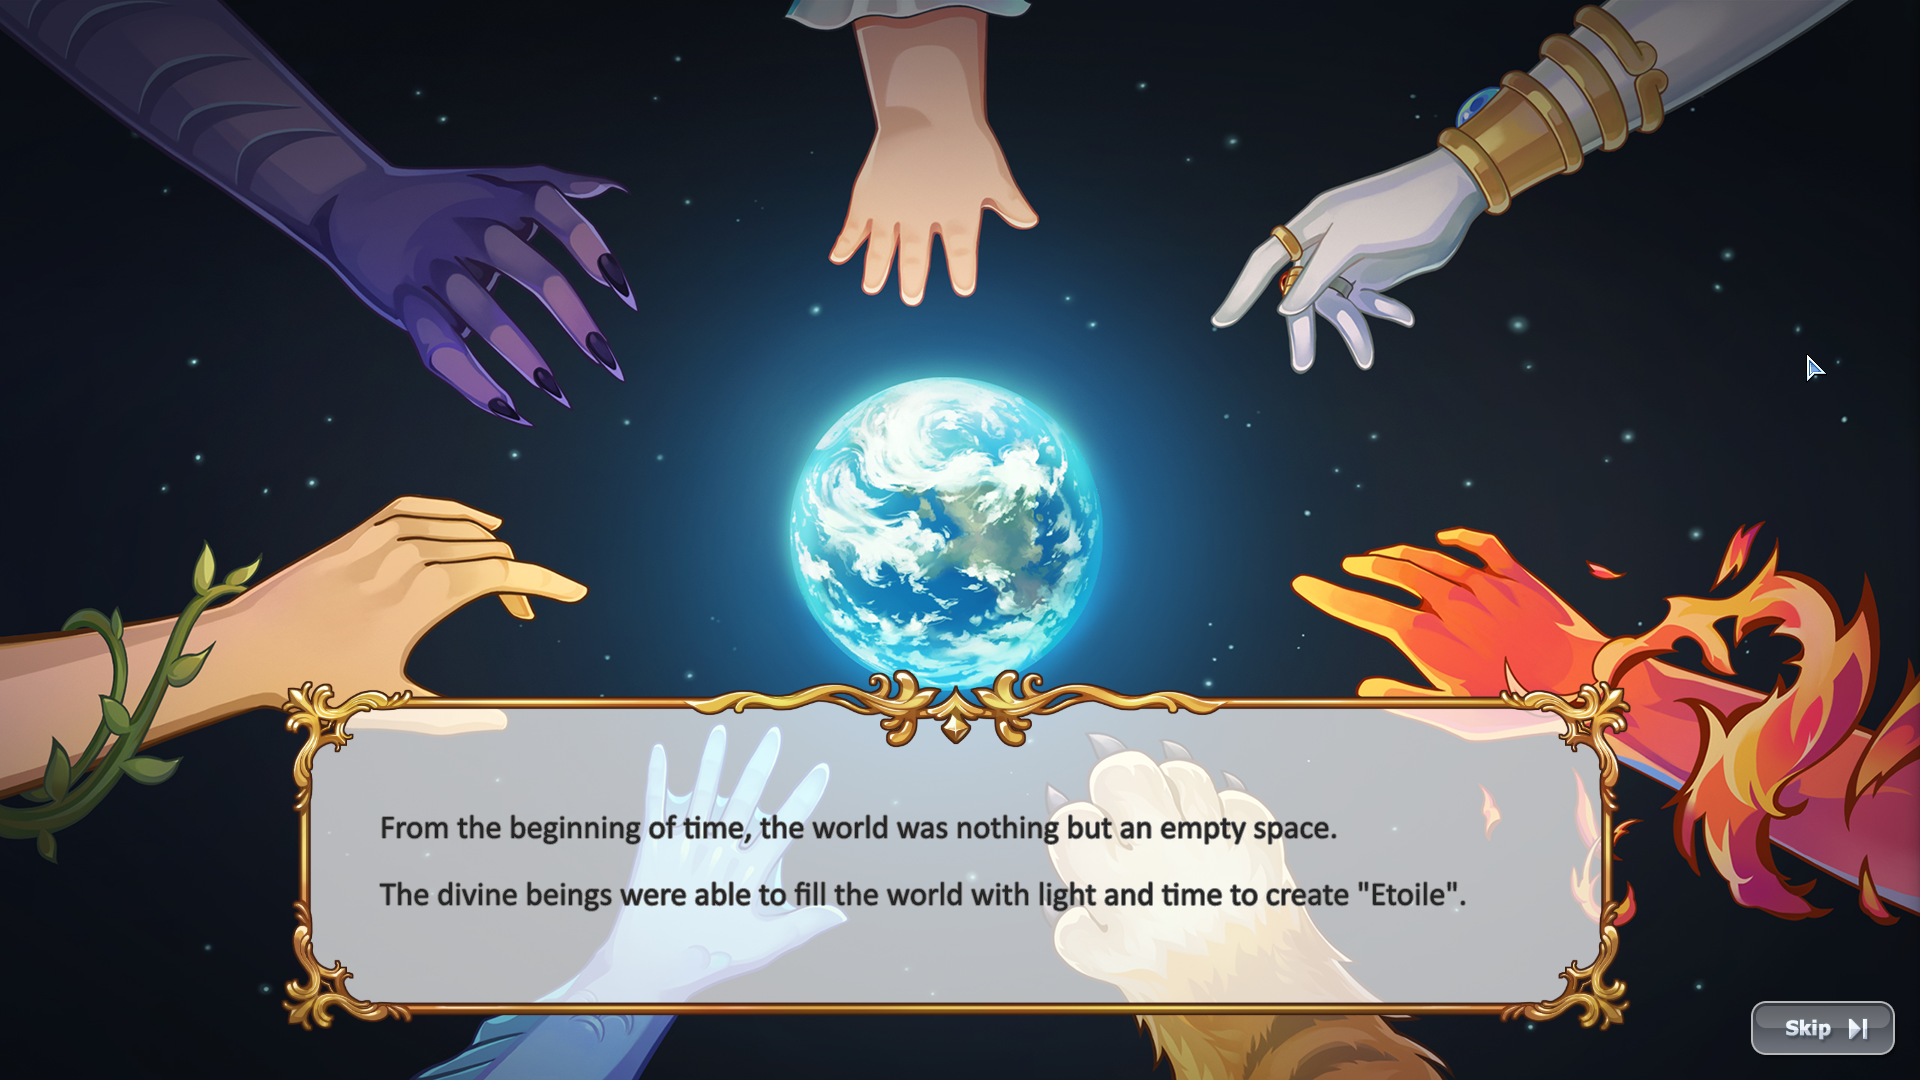 From the beginning of time, the world was nothing but an empty space.
The divine beings were able to fill the world with light and time to create "Etoile".
Skip